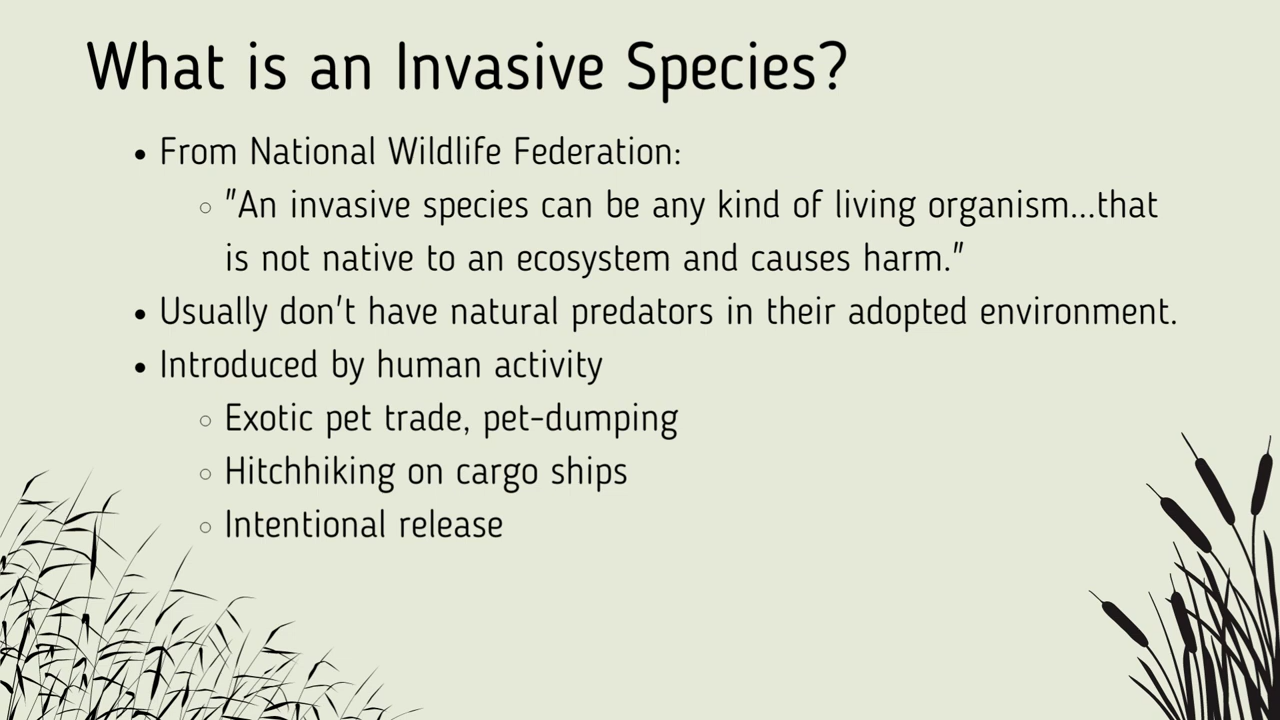 What is an Invasive Species?
• From National Wildlife Federation:
◦ "An invasive species can be any kind of living organism...that
is not native to an ecosystem and causes harm."
• Usually don't have natural predators in their adopted environment.
• Introduced by human activity
◦ Exotic pet trade, pet-dumping
◦ Hitchhiking on cargo ships
◦ Intentional release